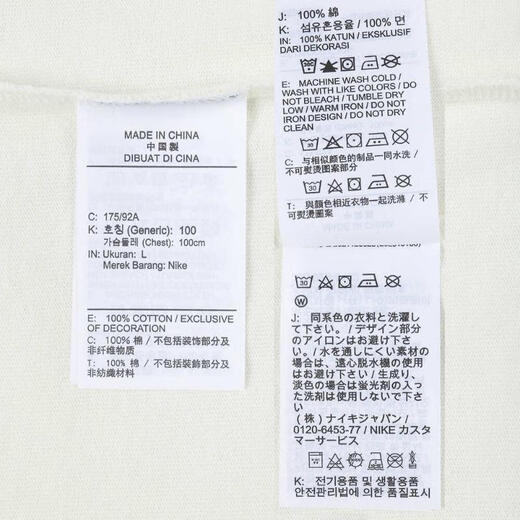 MADE IN CHINA
中国製
DIBUAT DI CINA
C: 175/92A
K: 호칭 (Generic): 100
가슴둘레 (Chest): 100cm
IN: Ukuran: L
Merek Barang: Nike
E: 100% COTTON / EXCLUSIVE
OF DECORATION
C: 100% 棉 / 不包括装饰部分及
非纤维物质
T: 100% 棉 / 不包括裝飾部分及
非紡織材料
J: 100% 綿
K: 섬유혼용율 / 100% 면
IN: 100% KATUN / EKSKLUSIF
DARI DEKORASI
E: MACHINE WASH COLD /
WASH WITH LIKE COLORS / DO
NOT BLEACH / TUMBLE DRY
LOW / WARM IRON / DO NOT
IRON DESIGN / DO NOT DRY
CLEAN
C: 与相似颜色的制品一同水洗 /
不可熨烫图案部分
T: 與顏色相近衣物一起洗滌 / 不
可熨燙圖案
J: 同系色の衣料と洗濯し
て下さい。/ デザイン部分
のアイロンはお避け下さ
い。/ 水を通しにくい素材の
場合は、遠心脱水機の使用
はお避け下さい / 生成り、
淡色の場合は蛍光剤の入っ
た洗剤は使用しないで下さ
い
(株) ナイキジャパン /
0120-6453-77 / NIKE カスタ
マーサービス
K: 전기용품 및 생활용품
안전관리법에 따른 품질표시